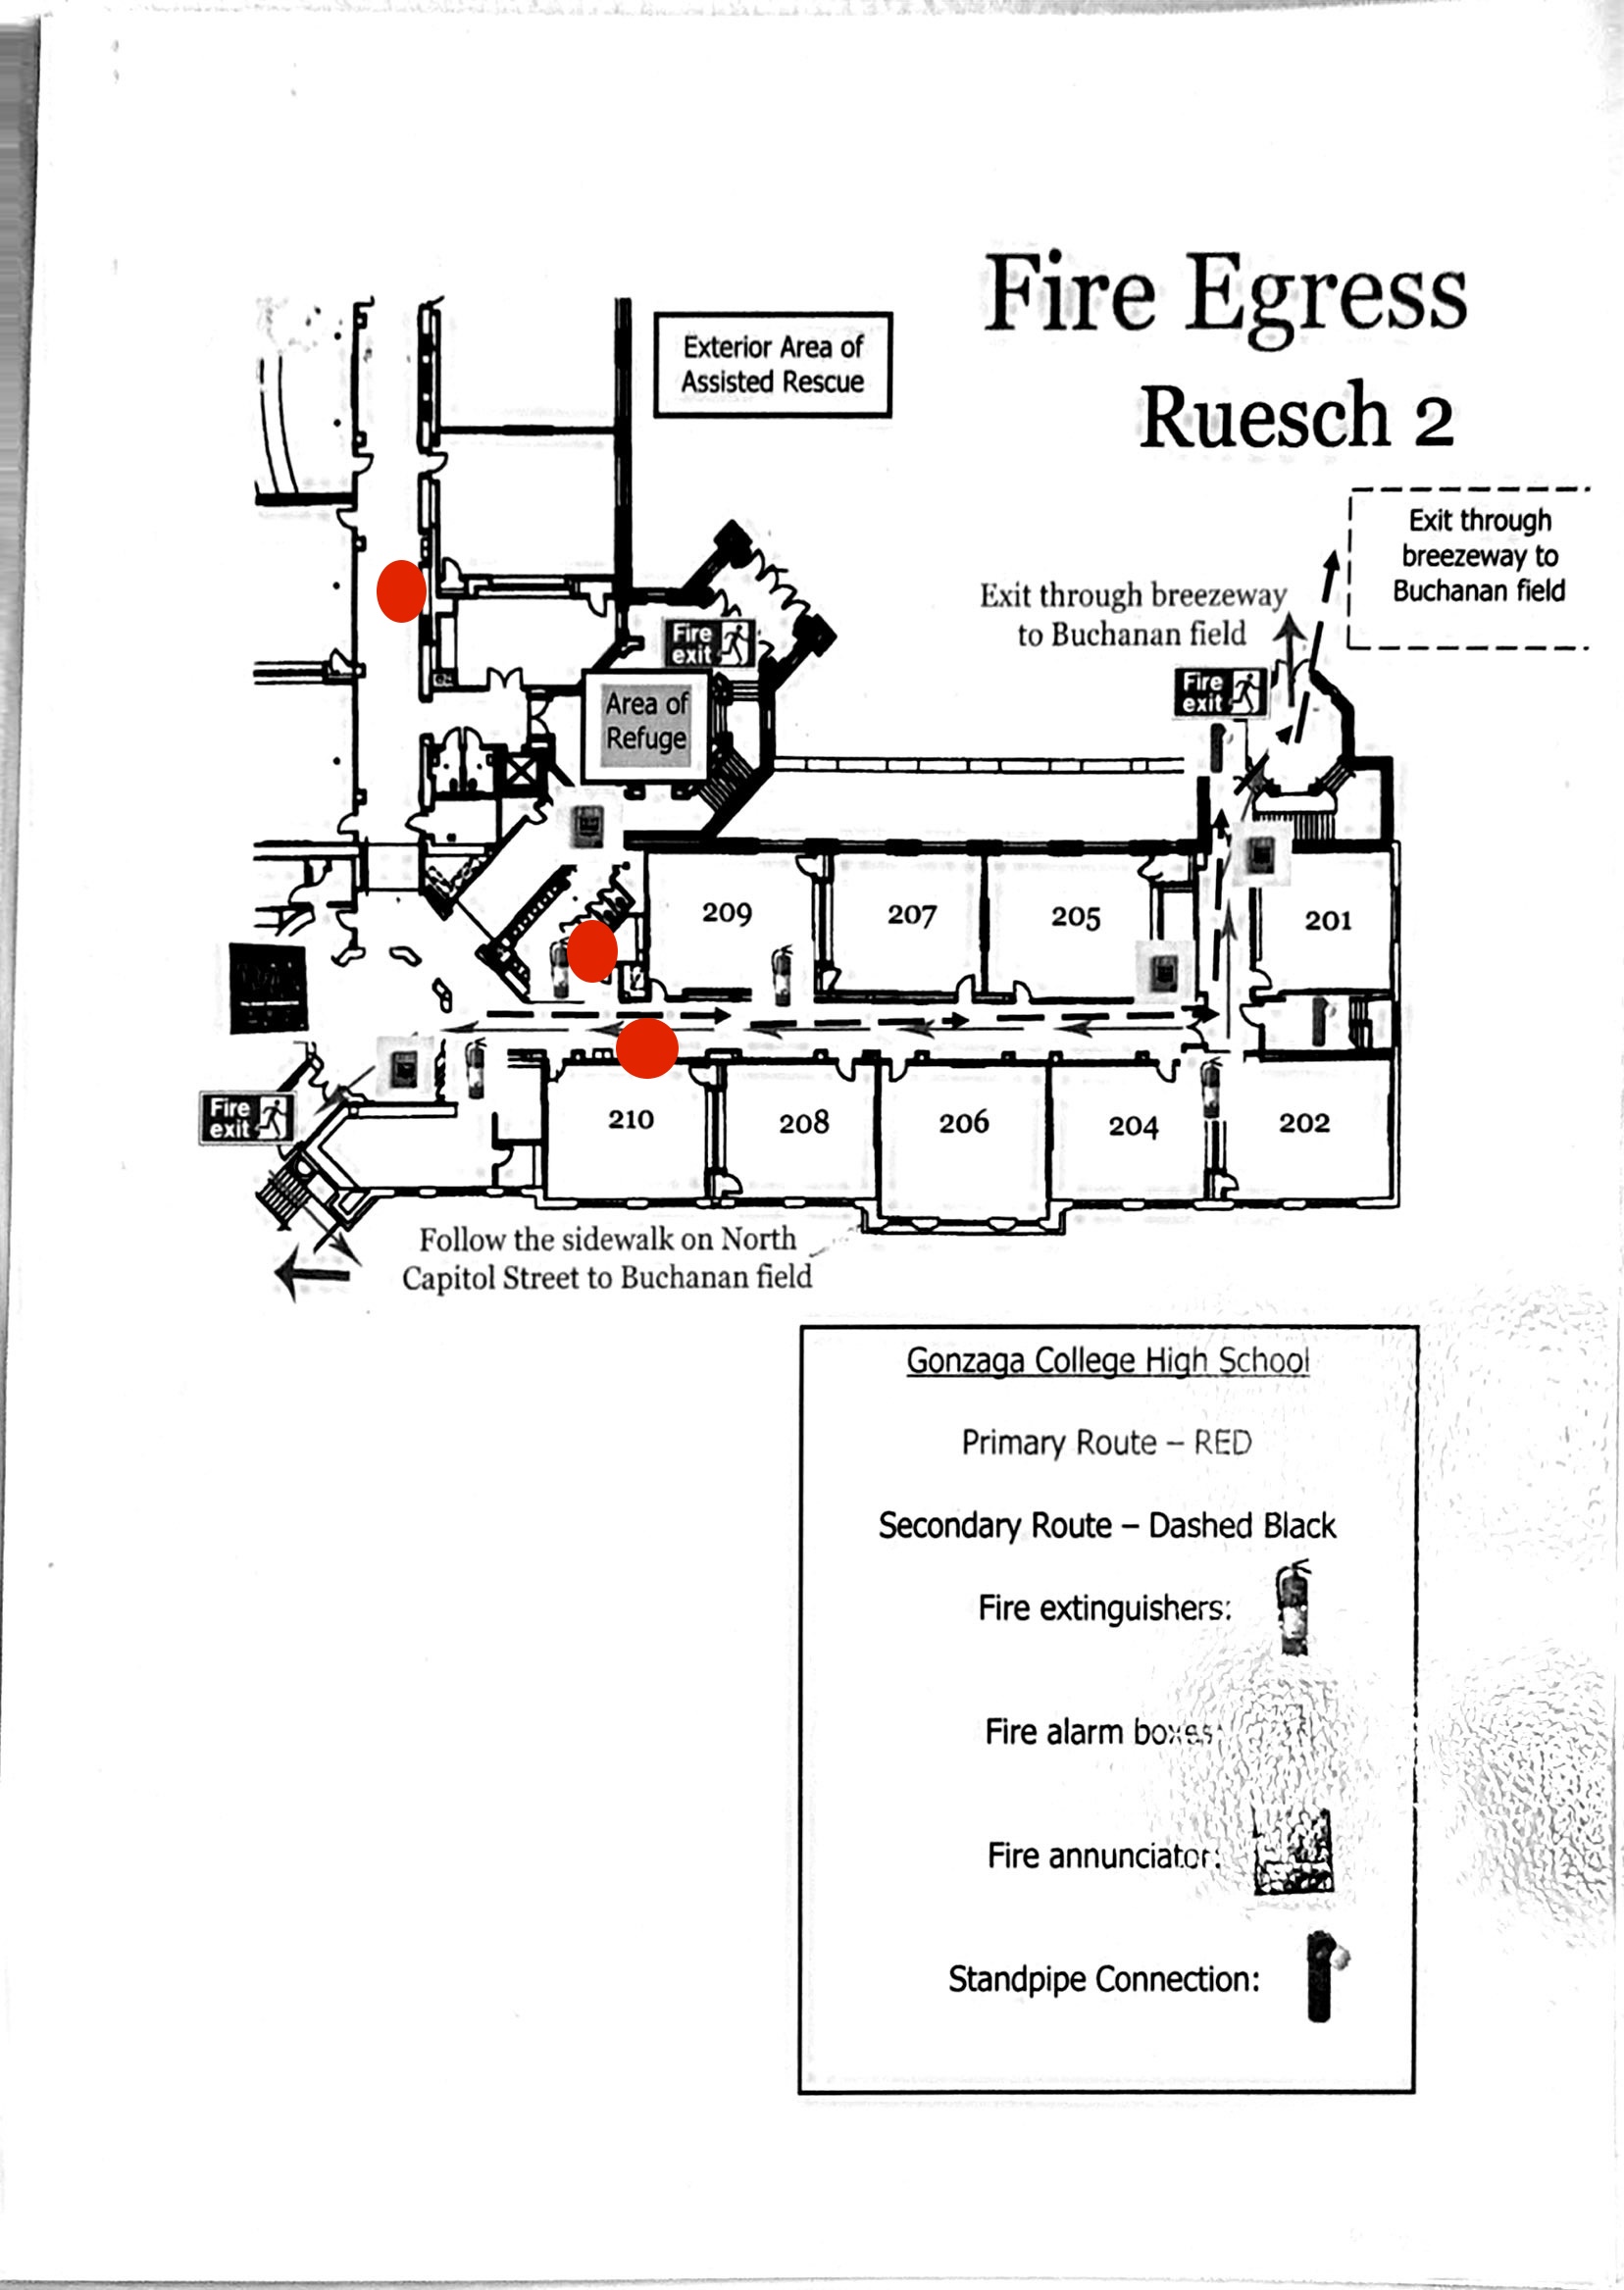 Fire Egress
Ruesch 2
Exterior Area of
Assisted Rescue
Exit through
breezeway to
Buchanan field
Exit through breezeway
to Buchanan field
Fire
exit
Fire
exit
Area of
Refuge
209
207
205
201
Fire
exit
210
208
206
204
202
Follow the sidewalk on North
Capitol Street to Buchanan field
Gonzaga College High School
Primary Route – RED
Secondary Route – Dashed Black
Fire extinguishers:
Fire alarm boxes:
Fire annunciator:
Standpipe Connection: